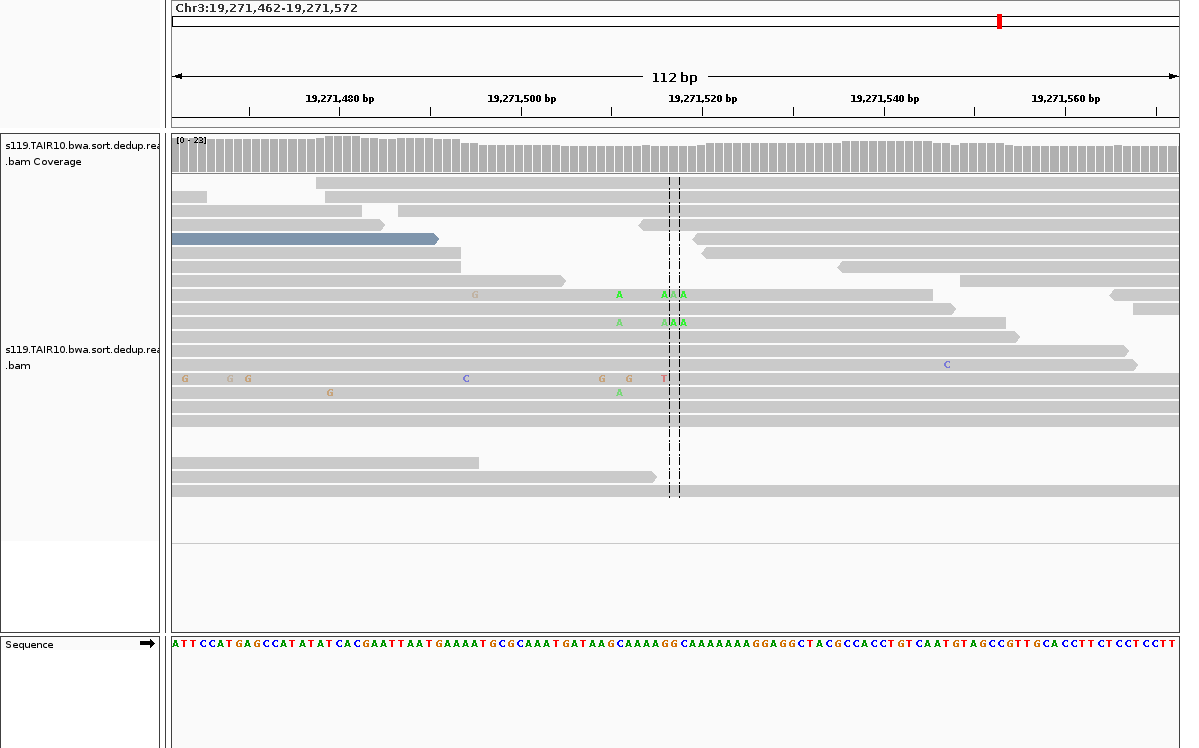 Chr3:19,271,462-19,271,572
112 bp
19,271,480 bp 19,271,500 bp 19,271,520 bp 19,271,540 bp 19,271,560 bp
s119.TAIR10.bwa.sort.dedup.rea
.bam Coverage
[0 - 23]
G A A A A
A A A A
s119.TAIR10.bwa.sort.dedup.rea
.bam
C
G G G C G G T
G A
Sequence
ATTCCATGAGCCATATATCACGAATTAATGAAAATGCGCAAATGATAAGCAAAAGGCAAAAAAAGGAGGCTACGCCACCTGTCAATGTAGCCGTTGCACCTTCTCCTCCTT